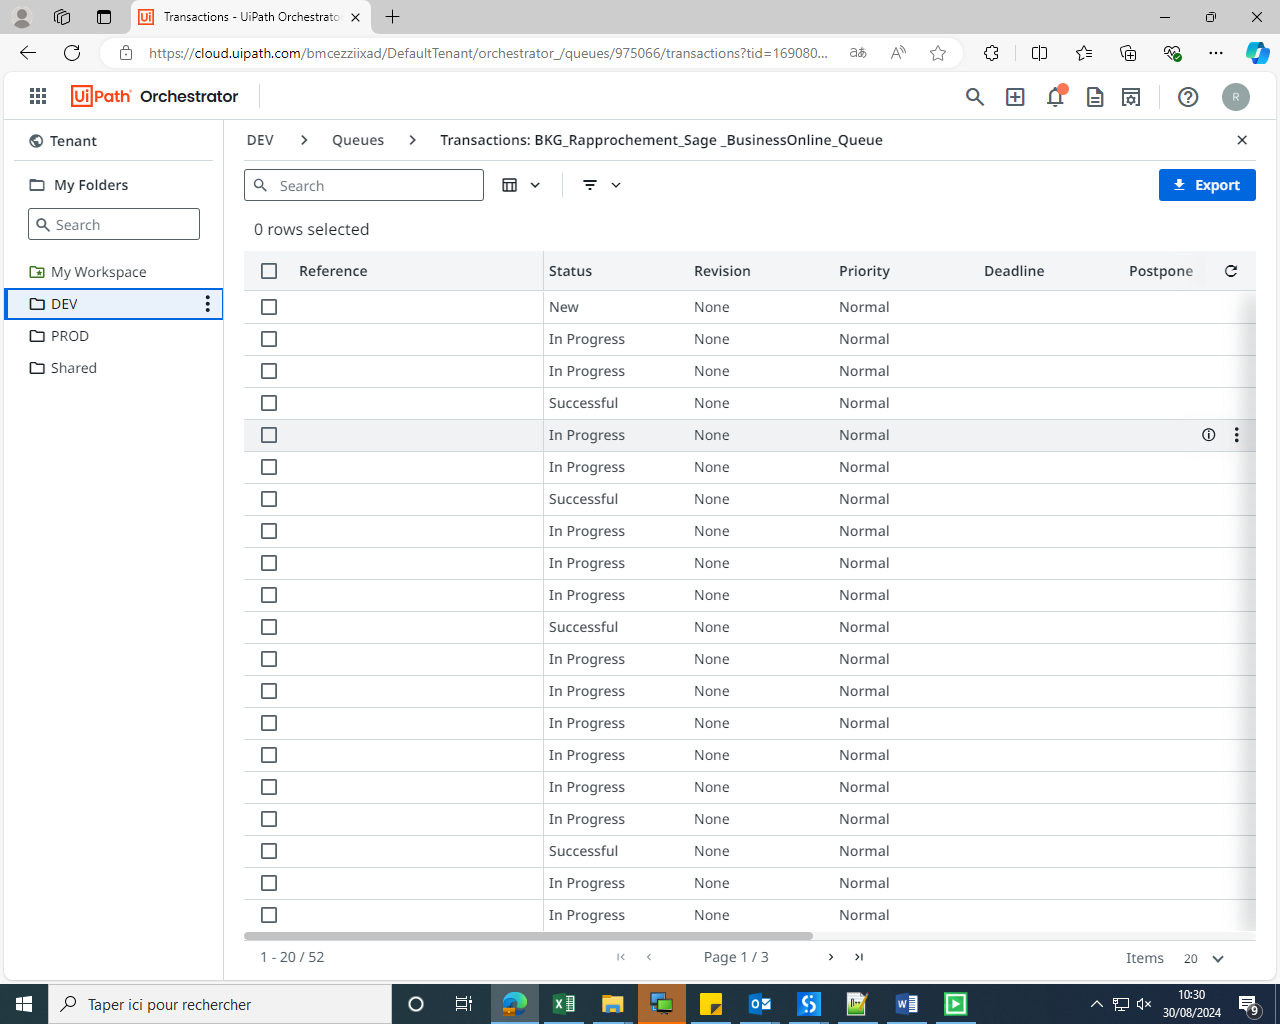 Transactions - UiPath Orchestrator
https://cloud.uipath.com/bmcezziixad/DefaultTenant/orchestrator_/queues/975066/transactions?tid=169080...
UiPath Orchestrator
R
Tenant
My Folders
Search
My Workspace
DEV
PROD
Shared
DEV > Queues > Transactions: BKG_Rapprochement_Sage _BusinessOnline_Queue
Search
Export
0 rows selected
Reference Status Revision Priority Deadline Postpone
New None Normal
In Progress None Normal
In Progress None Normal
Successful None Normal
In Progress None Normal
In Progress None Normal
Successful None Normal
In Progress None Normal
In Progress None Normal
In Progress None Normal
Successful None Normal
In Progress None Normal
In Progress None Normal
In Progress None Normal
In Progress None Normal
In Progress None Normal
In Progress None Normal
Successful None Normal
In Progress None Normal
In Progress None Normal
1 - 20 / 52 Page 1 / 3 Items 20
Taper ici pour rechercher
10:30
30/08/2024
9